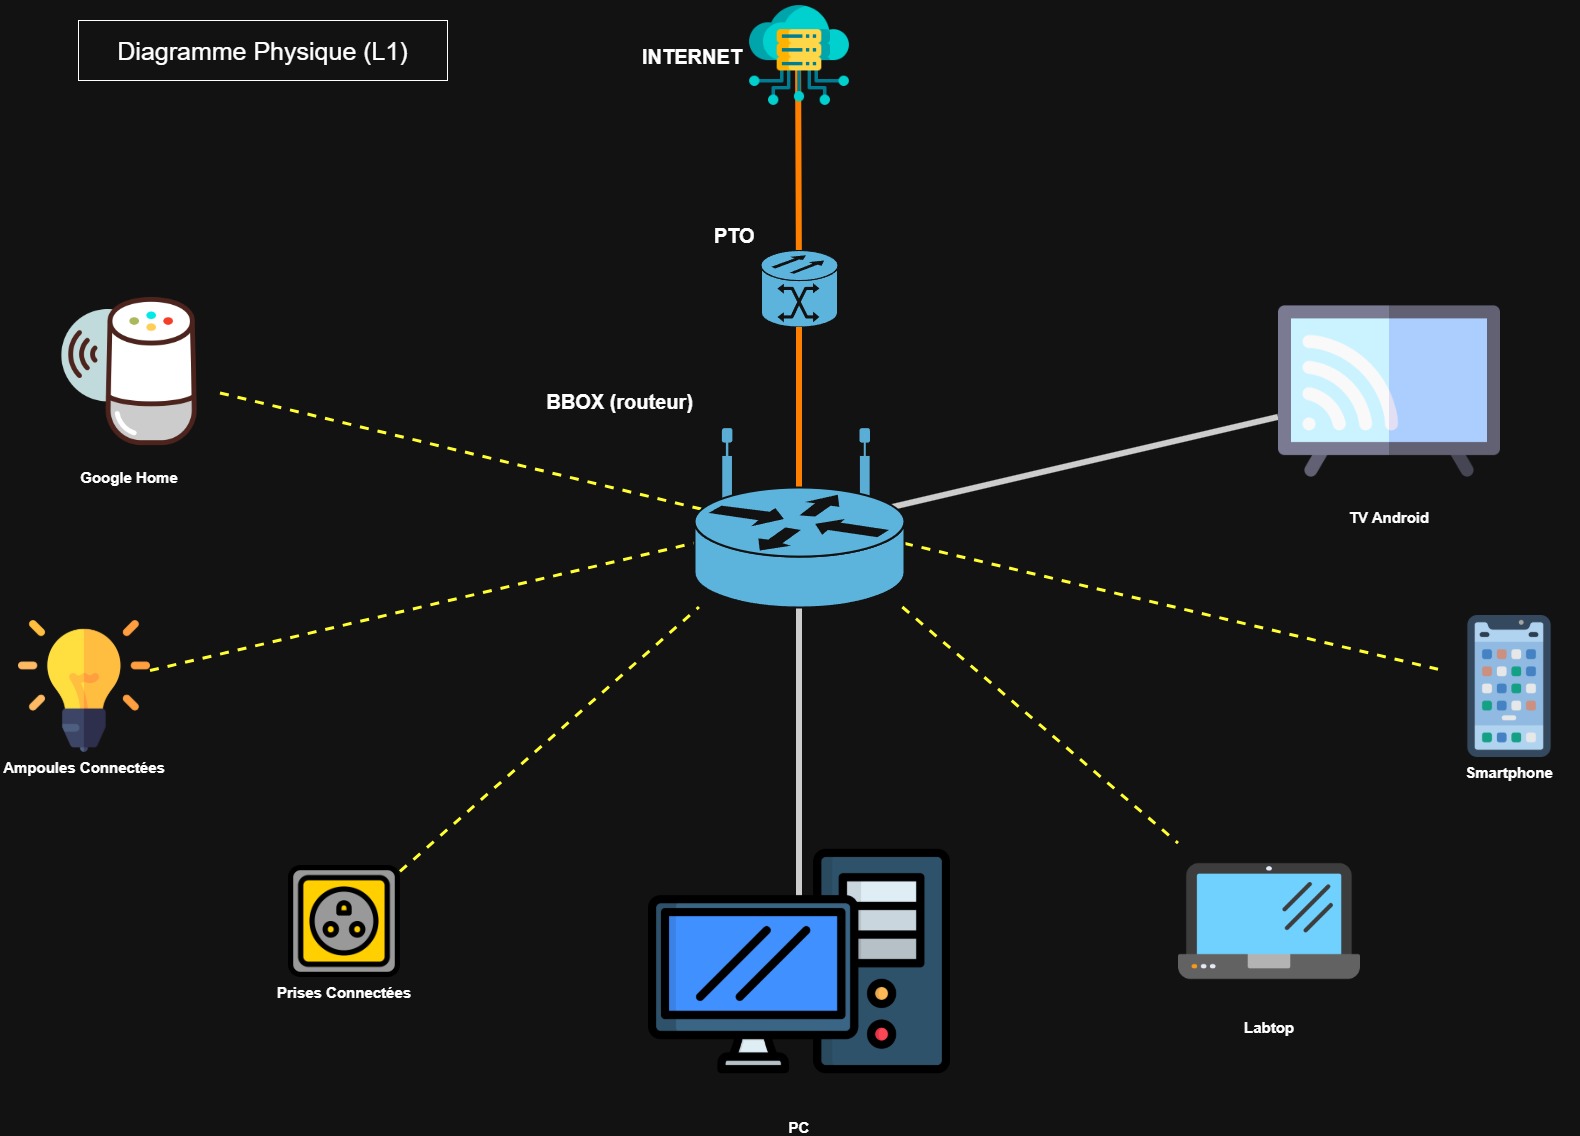 Diagramme Physique (L1)
INTERNET
PTO
BBOX (routeur)
Google Home
TV Android
Ampoules Connectées
Smartphone
Prises Connectées
Labtop
PC